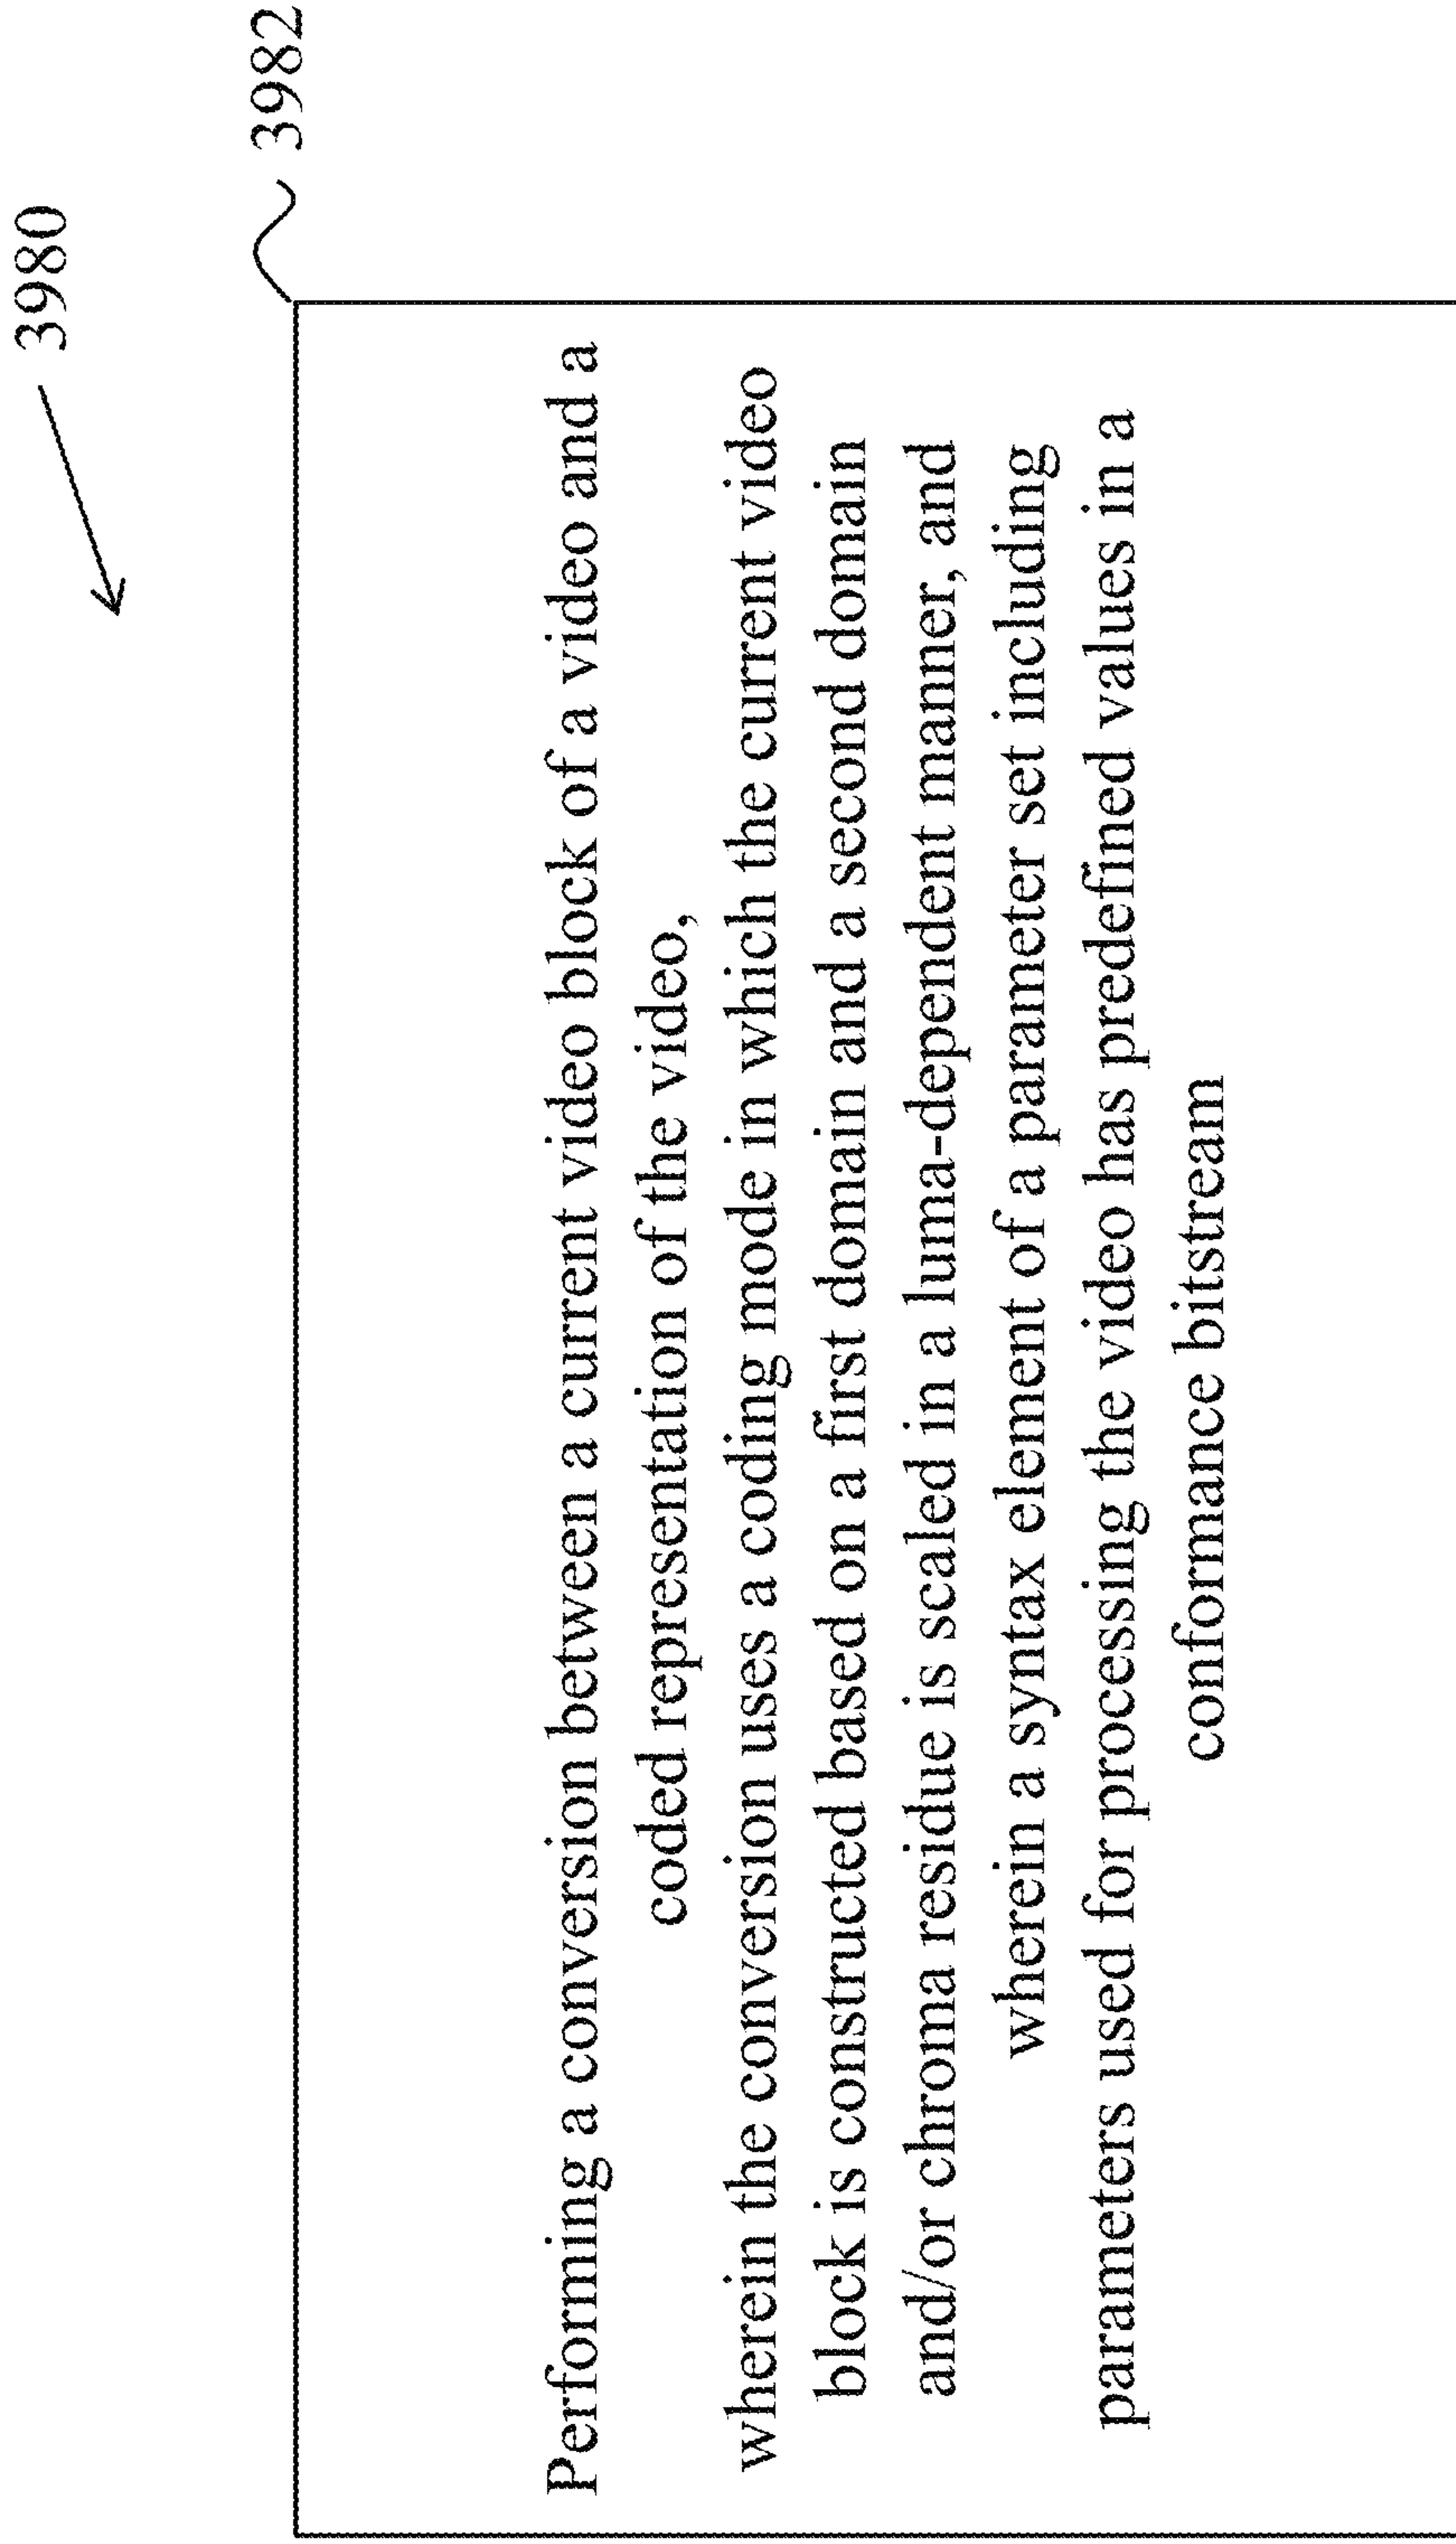 3980
3982
Performing a conversion between a current video block of a video and a
coded representation of the video,
wherein the conversion uses a coding mode in which the current video
block is constructed based on a first domain and a second domain
and/or chroma residue is scaled in a luma-dependent manner, and
wherein a syntax element of a parameter set including
parameters used for processing the video has predefined values in a
conformance bitstream